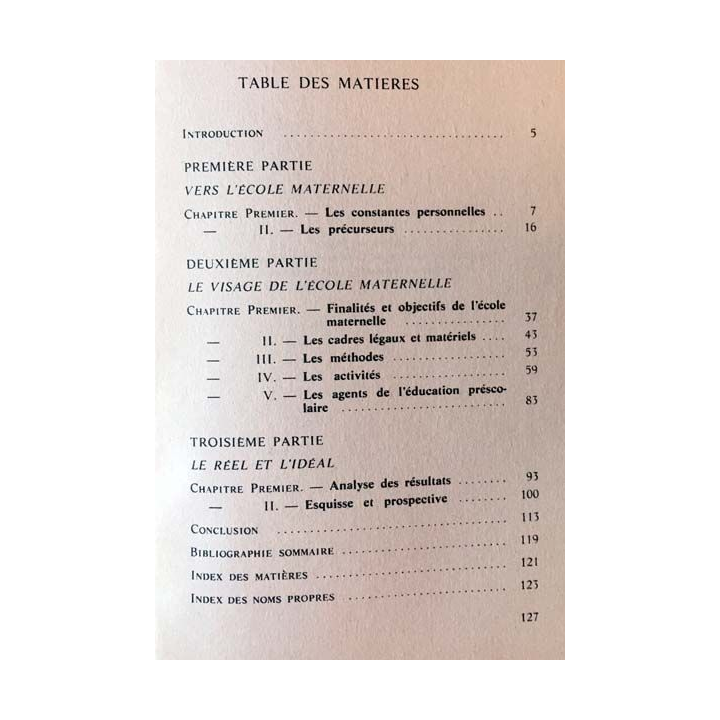 TABLE DES MATIERES
INTRODUCTION ................................ 5
PREMIÈRE PARTIE
VERS L'ÉCOLE MATERNELLE
CHAPITRE PREMIER. — Les constantes personnelles .. 7
— II. — Les précurseurs ............... 16
DEUXIÈME PARTIE
LE VISAGE DE L'ÉCOLE MATERNELLE
CHAPITRE PREMIER. — Finalités et objectifs de l'école
maternelle ............... 37
— II. — Les cadres légaux et matériels .... 43
— III. — Les méthodes ................ 53
— IV. — Les activités ................. 59
— V. — Les agents de l'éducation présco-
laire ........................ 83
TROISIÈME PARTIE
LE RÉEL ET L'IDÉAL
CHAPITRE PREMIER. — Analyse des résultats ........ 93
— II. — Esquisse et prospective ....... 100
CONCLUSION ................................. 113
BIBLIOGRAPHIE SOMMAIRE ........................ 119
INDEX DES MATIÈRES ............................ 121
INDEX DES NOMS PROPRES ........................ 123
127